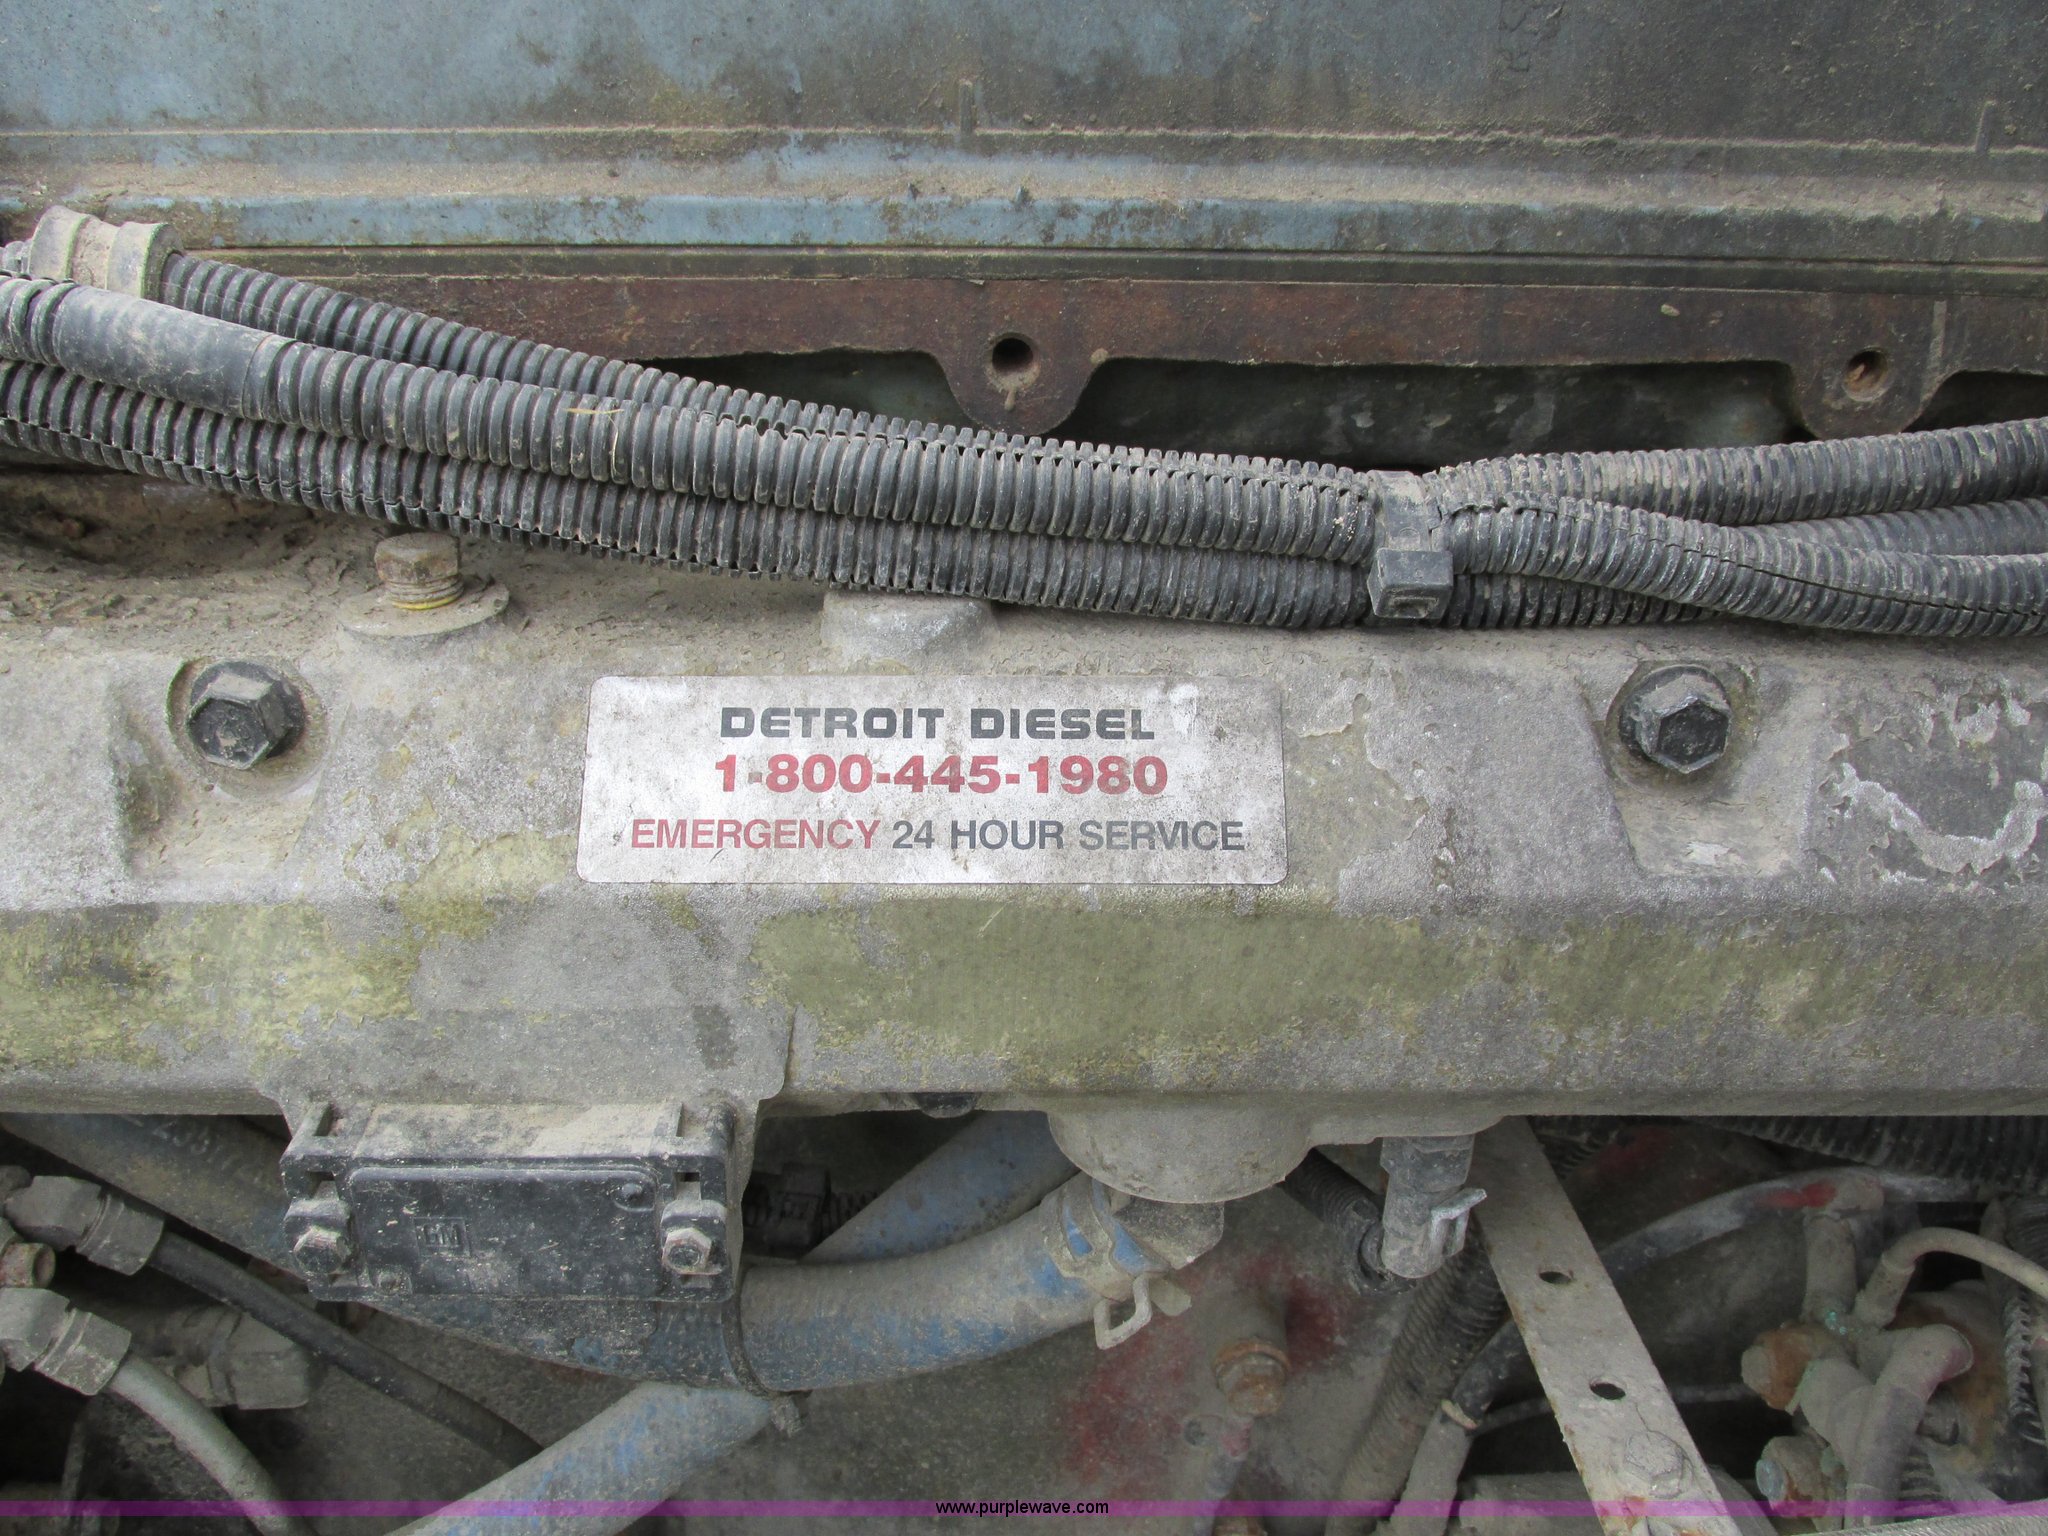 DETROIT DIESEL
1-800-445-1980
EMERGENCY 24 HOUR SERVICE
GM
www.purplewave.com